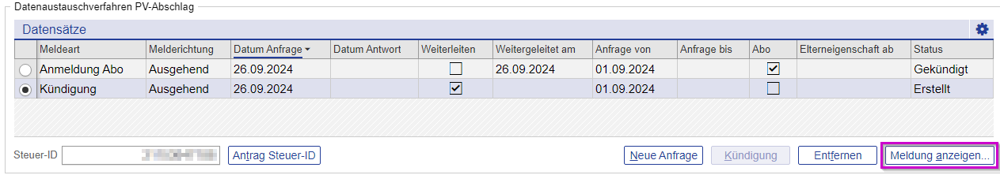 Datenaustauschverfahren PV-Abschlag
Datensätze
Meldeart Melderichtung Datum Anfrage Datum Antwort Weiterleiten Weitergeleitet am Anfrage von Anfrage bis Abo Elterneigenschaft ab Status
Anmeldung Abo Ausgehend 26.09.2024 26.09.2024 01.09.2024 Gekündigt
Kündigung Ausgehend 26.09.2024 01.09.2024 Erstellt
Steuer-ID Antrag Steuer-ID Neue Anfrage Kündigung Entfernen Meldung anzeigen...